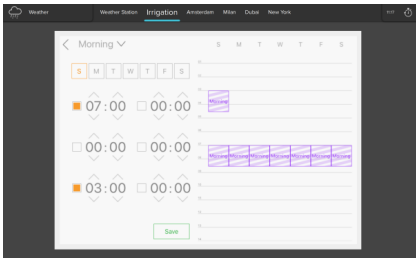 Weather
Weather Station Irrigation Amsterdam Milan Dubai New York
Morning
S M T W T F S
S M T W T F S
07:00 00:00
Morning
00:00 00:00
Morning Morning Morning Morning Morning Morning Morning
03:00 00:00
Save